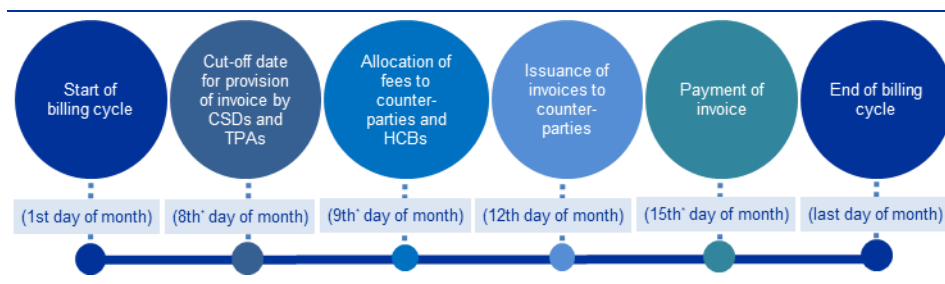 Start of
billing cycle
Cut-off date
for provision
of invoice by
CSDs and
TPAs
Allocation of
fees to
counter-
parties and
HCBs
Issuance of
invoices to
counter-
parties
Payment of
invoice
End of billing
cycle
(1st day of month)
(8th* day of month)
(9th* day of month)
(12th day of month)
(15th* day of month)
(last day of month)